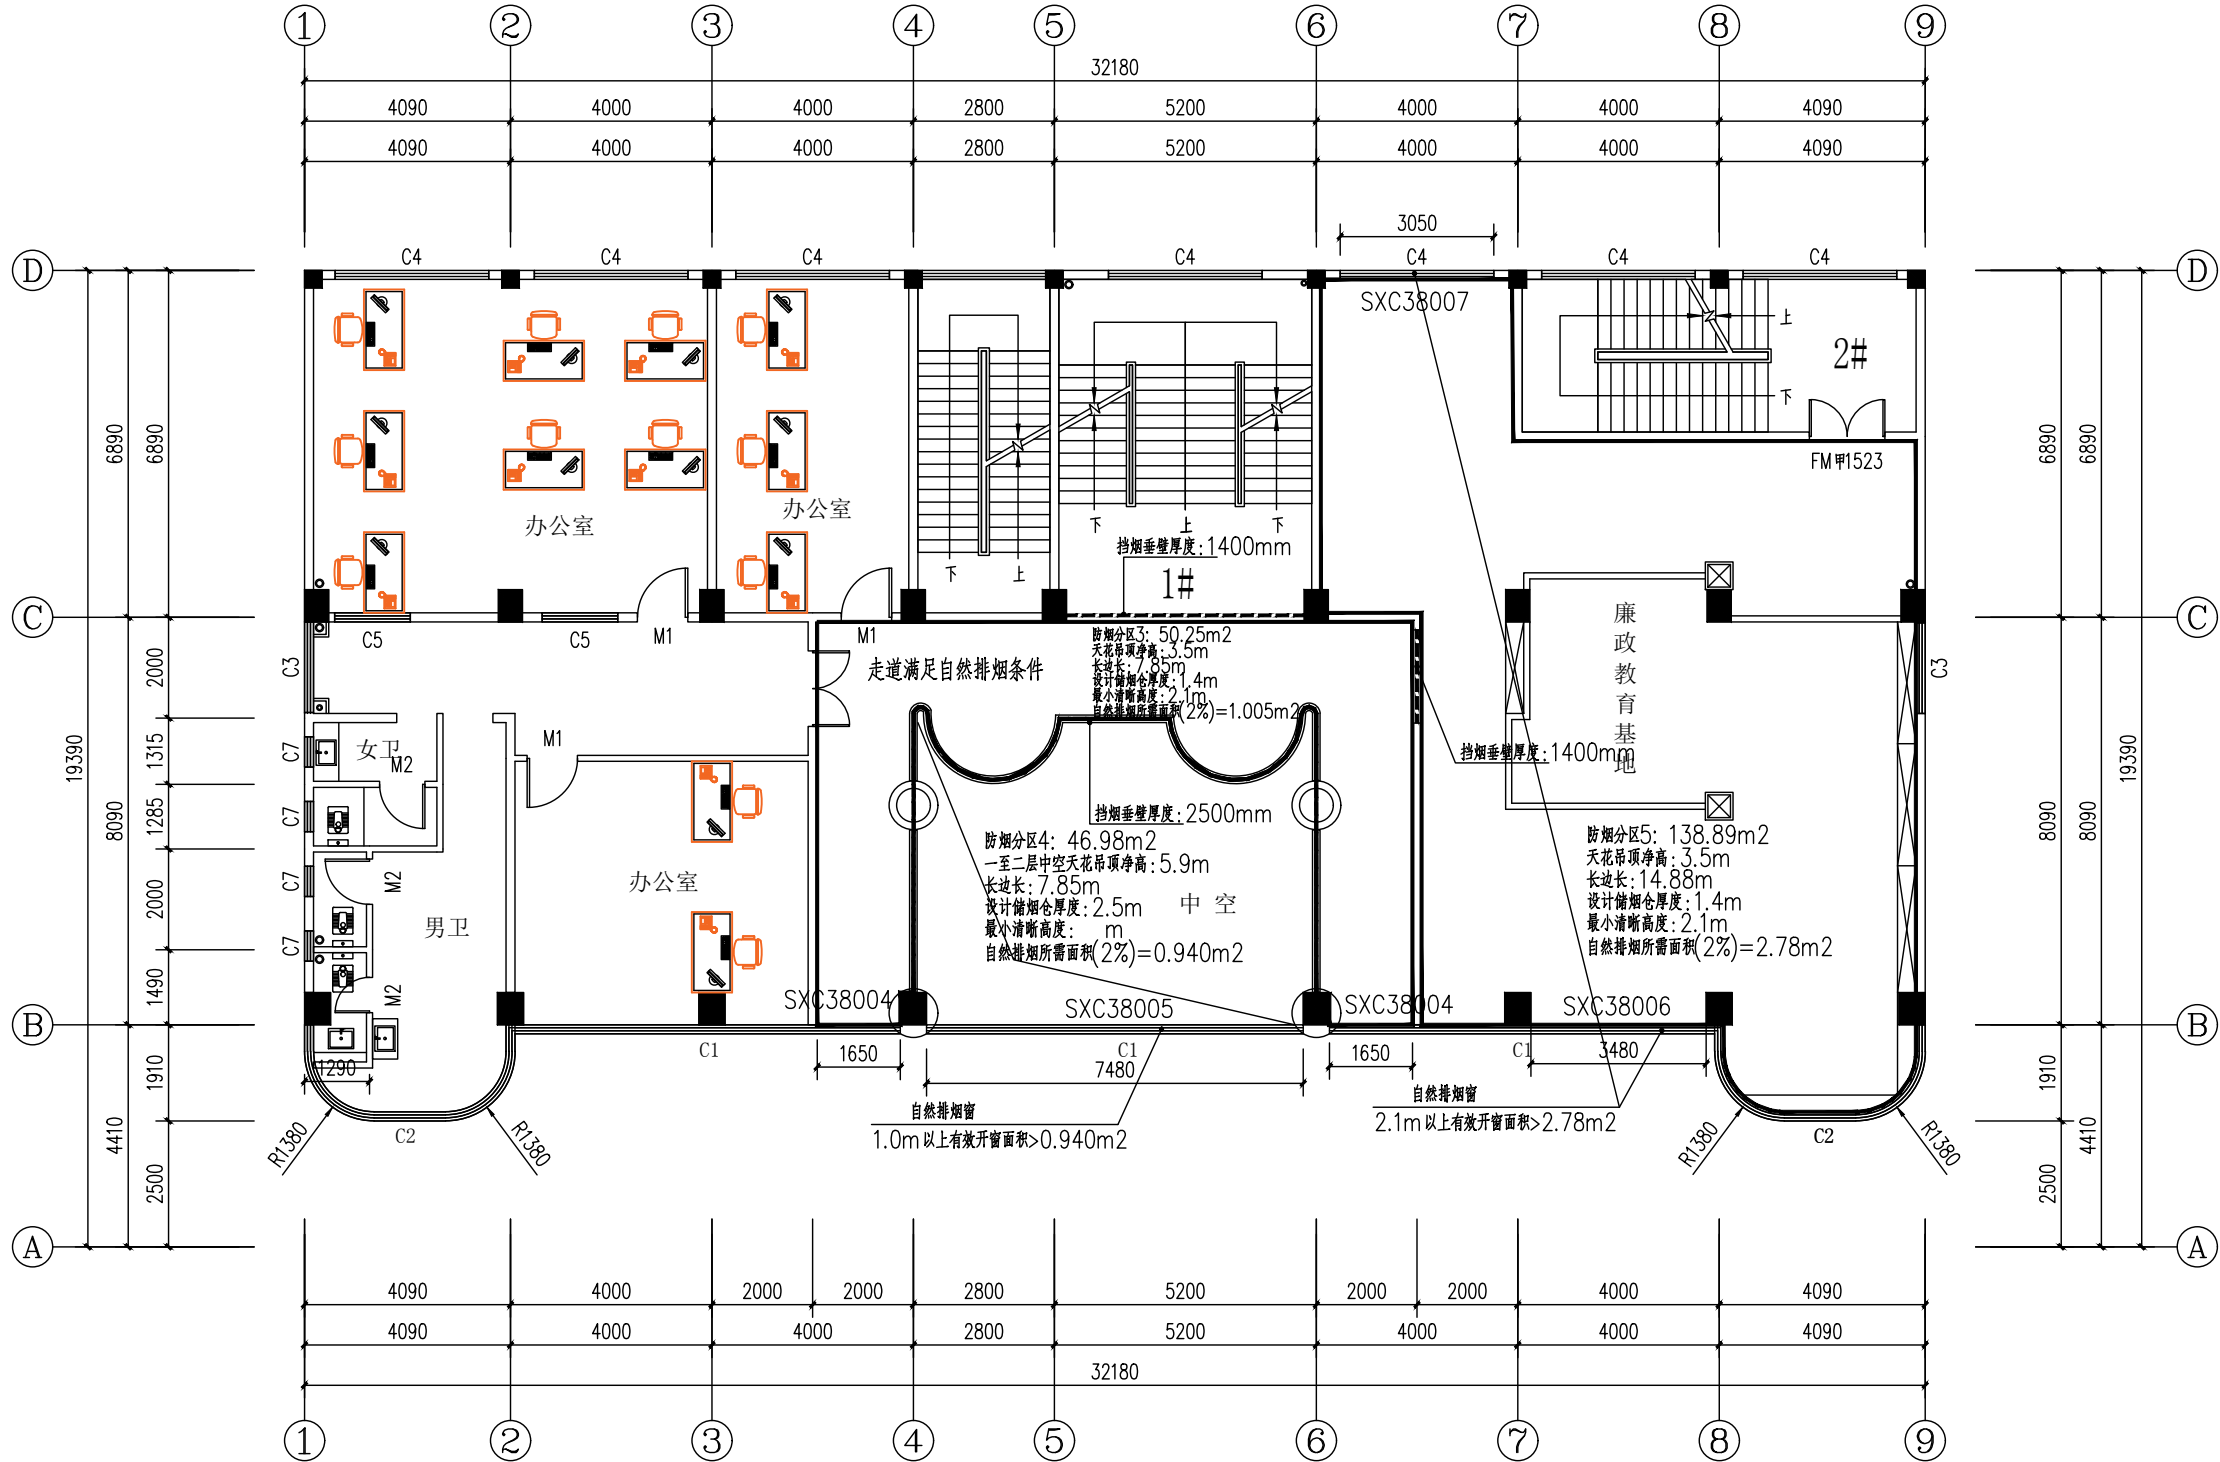 1 2 3 4 5 6 7 8 9
32180
4090 4000 4000 2800 5200 4000 4000 4090
4090 4000 4000 2800 5200 4000 4000 4090
3050
C4 C4 C4 C4 C4 C4 C4
D D
SXC38007
上
2#
下
FM甲1523
6890 6890 6890 6890
办公室
办公室
下 上 下
挡烟垂壁厚度:1400mm
下 上
1#
C C
C5 C5 M1 M1
C3
走道满足自然排烟条件
防烟分区3: 50.25m2
天花吊顶净高:3.5m
长边长:7.85m
设计储烟仓厚度:1.4m
最小清晰高度:2.1m
自然排烟所需面积(2%)=1.005m2
廉政教育基地
C3
2000
1315
1285
2000
1490
19390
8090
19390
8090
8090
C7
女卫
M2
M1
挡烟垂壁厚度:1400mm
C7
挡烟垂壁厚度:2500mm
防烟分区4: 46.98m2
一至二层中空天花吊顶净高:5.9m
长边长:7.85m
设计储烟仓厚度:2.5m
最小清晰高度: m
自然排烟所需面积(2%)=0.940m2
中 空
防烟分区5: 138.89m2
天花吊顶净高:3.5m
长边长:14.88m
设计储烟仓厚度:1.4m
最小清晰高度:2.1m
自然排烟所需面积(2%)=2.78m2
C7
M2
办公室
男卫
C7
M2
SXC38004
SXC38005
SXC38004
SXC38006
B B
C1 C1 C1
1290
1650
7480
1650
3480
1910
4410
2500
1910
4410
2500
自然排烟窗
1.0m以上有效开窗面积>0.940m2
自然排烟窗
2.1m以上有效开窗面积>2.78m2
R1380
C2
R1380
R1380
C2
R1380
A A
4090 4000 2000 2000 2800 5200 2000 2000 4000 4090
4090 4000 4000 2800 5200 4000 4000 4090
32180
1 2 3 4 5 6 7 8 9